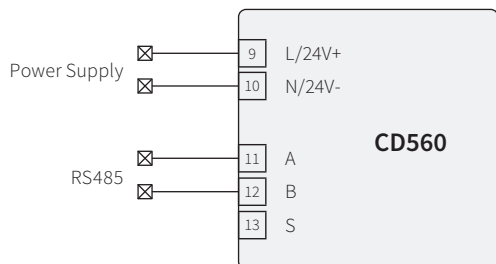 9 L/24V+
Power Supply
10 N/24V-
CD560
11 A
RS485
12 B
13 S